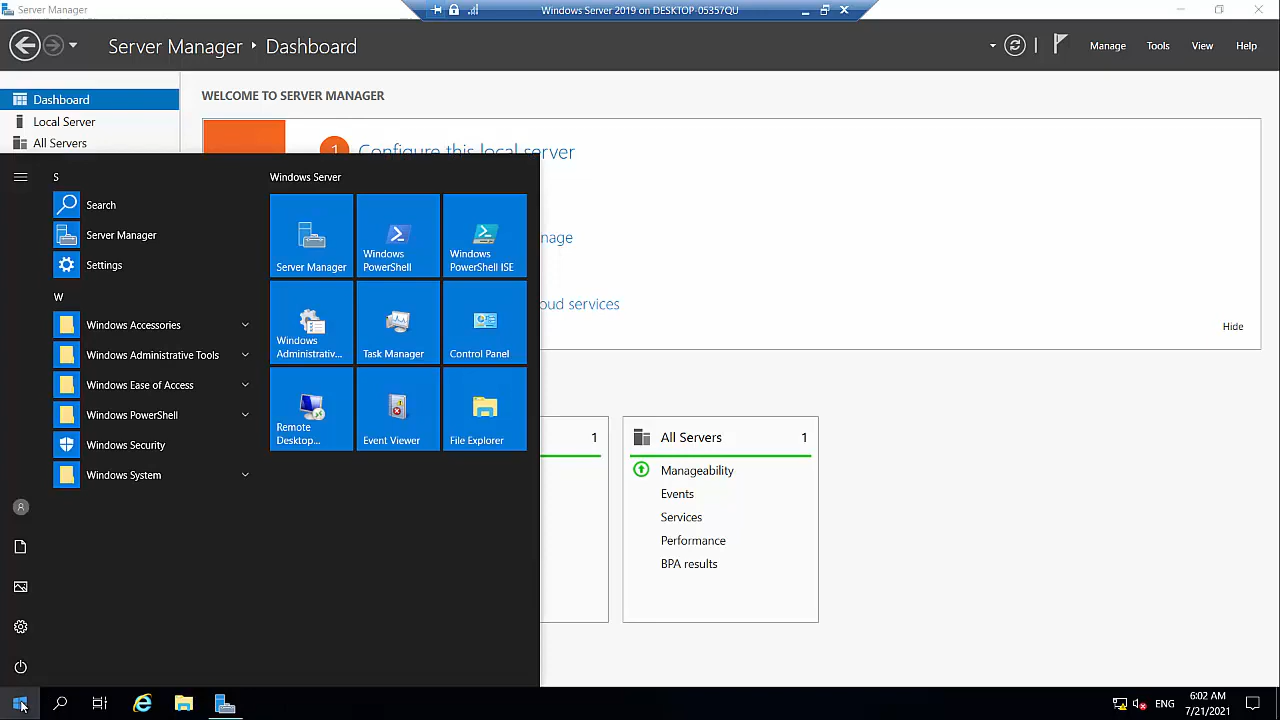 Server Manager
Windows Server 2019 on DESKTOP-05357QU
Server Manager ‣ Dashboard
Manage
Tools
View
Help
Dashboard
Local Server
All Servers
WELCOME TO SERVER MANAGER
1
Configure this local server
S
Search
Server Manager
Settings
W
Windows Accessories
Windows Administrative Tools
Windows Ease of Access
Windows PowerShell
Windows Security
Windows System
Windows Server
Server Manager
Windows
PowerShell
Windows
PowerShell ISE
Windows
Administrativ...
Task Manager
Control Panel
Remote
Desktop...
Event Viewer
File Explorer
nage
oud services
Hide
1
All Servers
1
Manageability
Events
Services
Performance
BPA results
ENG
6:02 AM
7/21/2021